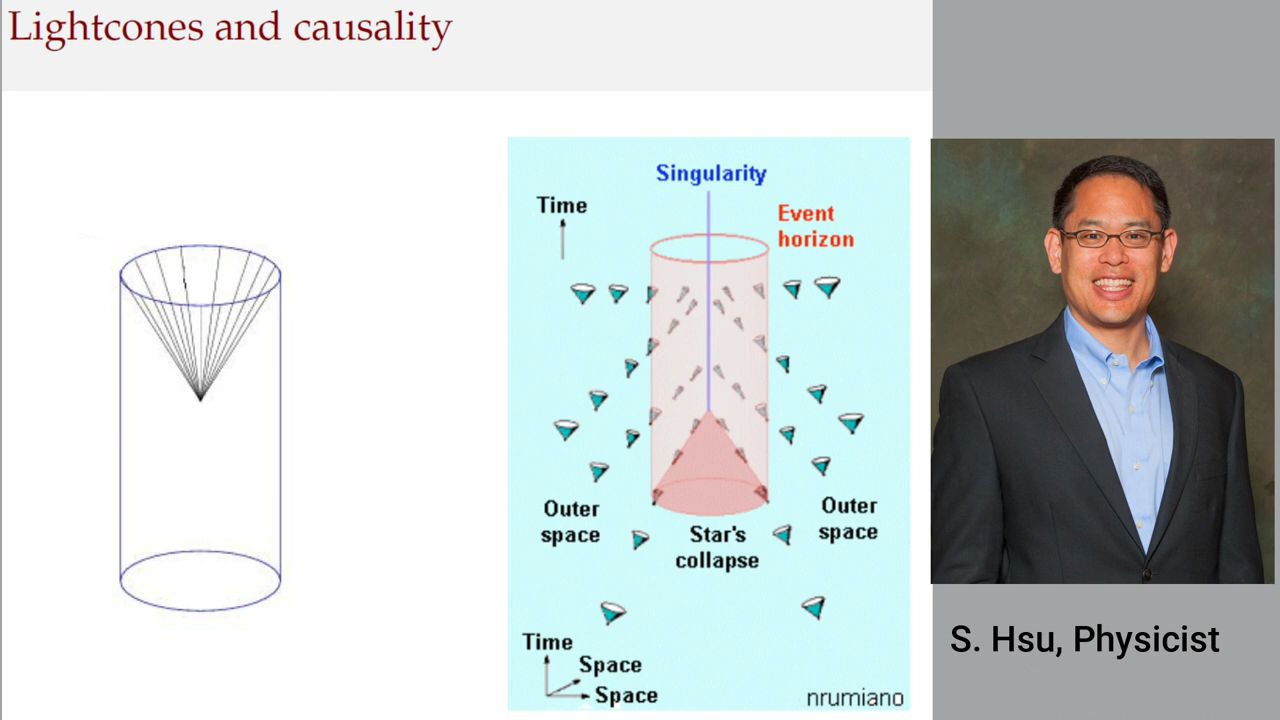 Lightcones and causality
Singularity
Time
Event
horizon
Outer
space
Star's
collapse
Outer
space
Time
Space
Space
nrumiano
S. Hsu, Physicist